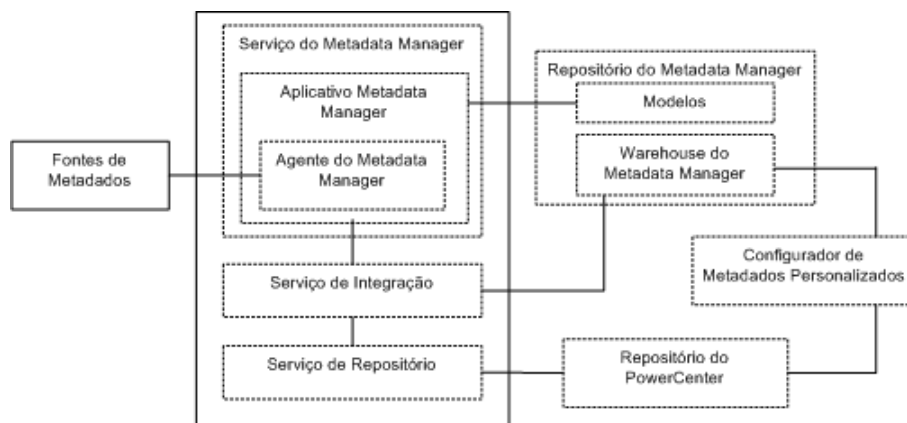 Serviço do Metadata Manager
Aplicativo Metadata
Manager
Agente do Metadata
Manager
Fontes de
Metadados
Repositório do Metadata Manager
Modelos
Warehouse do
Metadata Manager
Configurador de
Metadados Personalizados
Serviço de Integração
Serviço de Repositório
Repositório do
PowerCenter